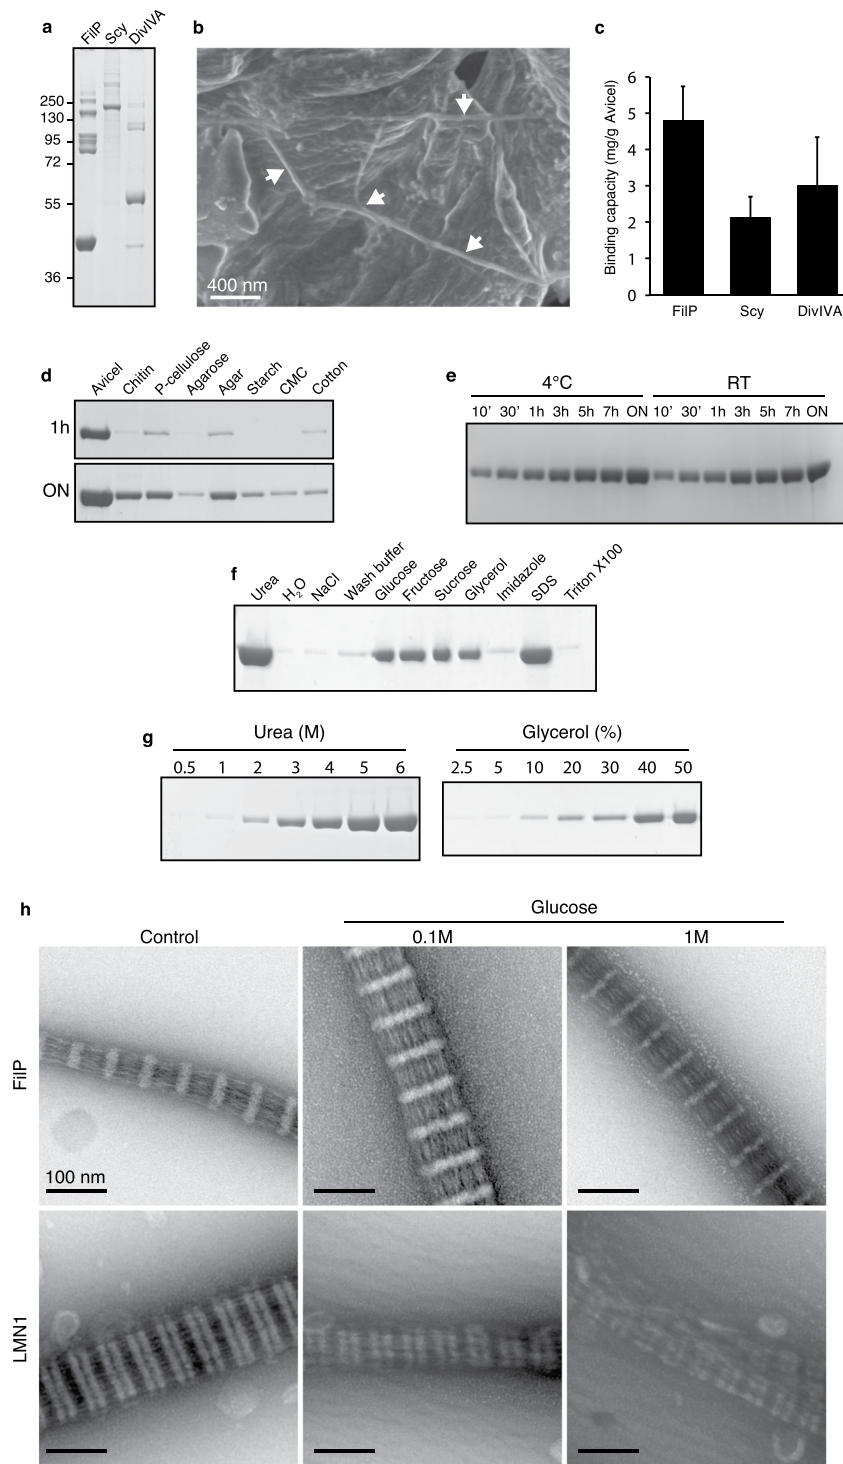 a
FilP Scy DivIVA
250
130
95
72
55
36
b
400 nm
c
Binding capacity (mg/g Avicel)
6
5
4
3
2
1
0
FilP Scy DivIVA
d
Avicel Chitin P-cellulose Agarose Agar Starch CMC Cotton
1h
ON
e
4°C RT
10' 30' 1h 3h 5h 7h ON 10' 30' 1h 3h 5h 7h ON
f
Urea H2O NaCl Wash buffer Glucose Fructose Sucrose Glycerol Imidazole SDS Triton X100
g
Urea (M) Glycerol (%)
0.5 1 2 3 4 5 6 2.5 5 10 20 30 40 50
h
Glucose
Control 0.1M 1M
FilP
100 nm
LMN1